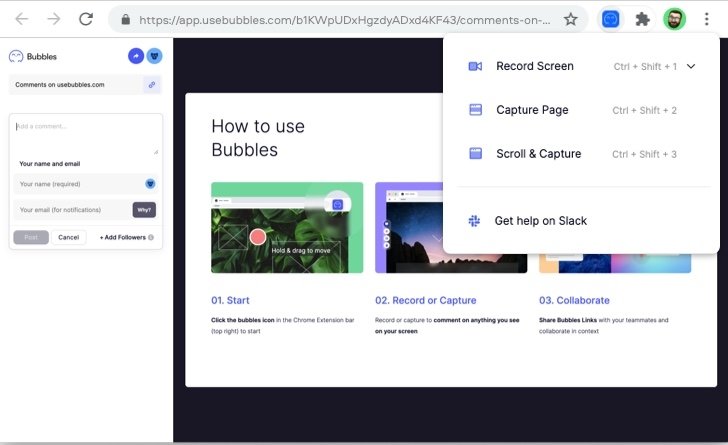 https://app.usebubbles.com/b1KWpUDxHgzdyADxd4KF43/comments-on-...
Bubbles
Comments on usebubbles.com
Add a comment...
Your name and email
Your name (required)
Your email (for notifications)
Why?
Post
Cancel
+ Add Followers
How to use
Bubbles
Hold & drag to move
01. Start
Click the bubbles icon in the Chrome Extension bar
(top right) to start
02. Record or Capture
Record or capture to comment on anything you see
on your screen
03. Collaborate
Share Bubbles Links with your teammates and
collaborate in context
Record Screen
Ctrl + Shift + 1
Capture Page
Ctrl + Shift + 2
Scroll & Capture
Ctrl + Shift + 3
Get help on Slack